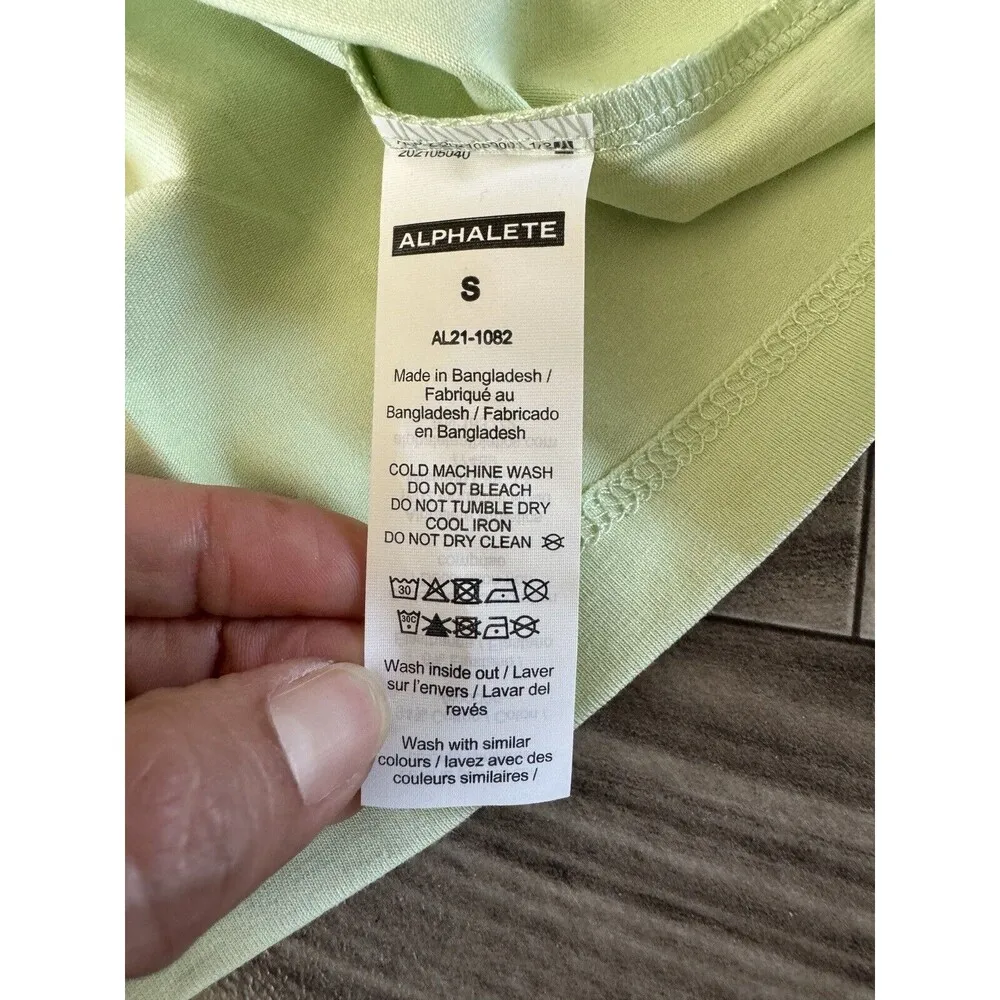 202105040
ALPHALETE
S
AL21-1082
Made in Bangladesh /
Fabriqué au
Bangladesh / Fabricado
en Bangladesh
COLD MACHINE WASH
DO NOT BLEACH
DO NOT TUMBLE DRY
COOL IRON
DO NOT DRY CLEAN
30
30C
Wash inside out / Laver
sur l'envers / Lavar del
revés
Wash with similar
colours / lavez avec des
couleurs similaires /